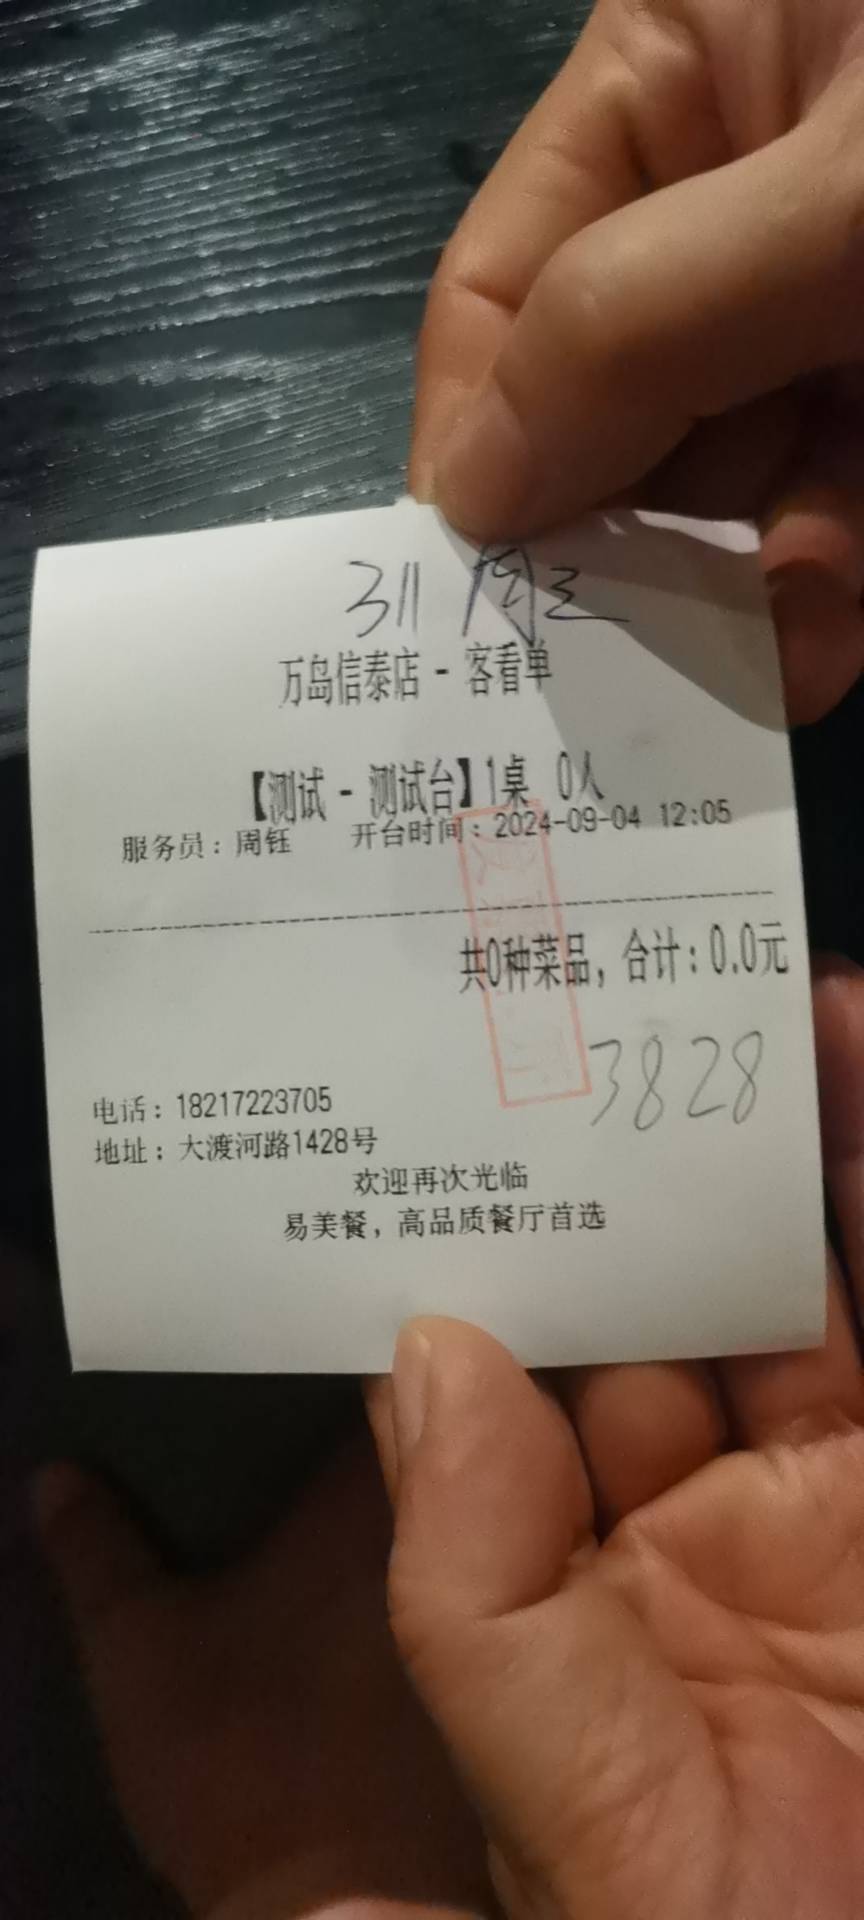 311 周三
万岛信泰店 - 客看单
【测试 - 测试台】1桌 0人
服务员：周钰 开台时间：2024-09-04 12:05
共0种菜品，合计：0.0元
3828
电话：18217223705
地址：大渡河路1428号
欢迎再次光临
易美餐，高品质餐厅首选